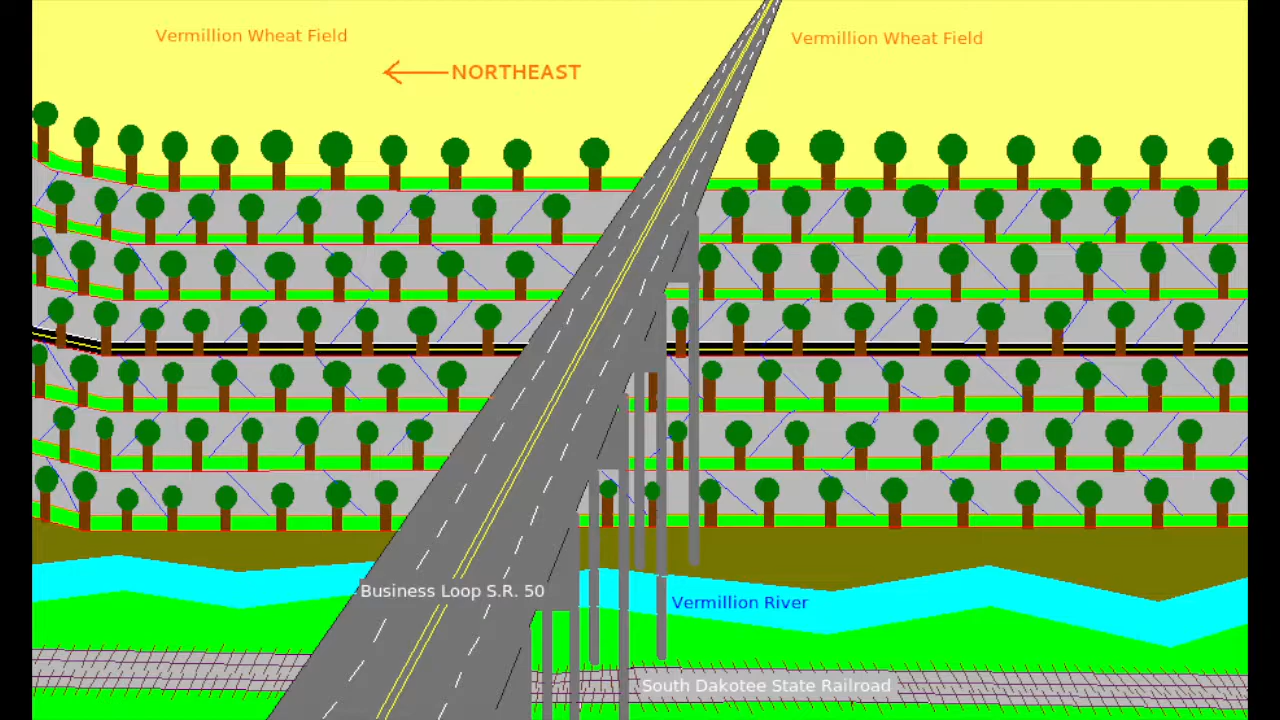 Vermillion Wheat Field
Vermillion Wheat Field
NORTHEAST
Business Loop S.R. 50
Vermillion River
South Dakotee State Railroad